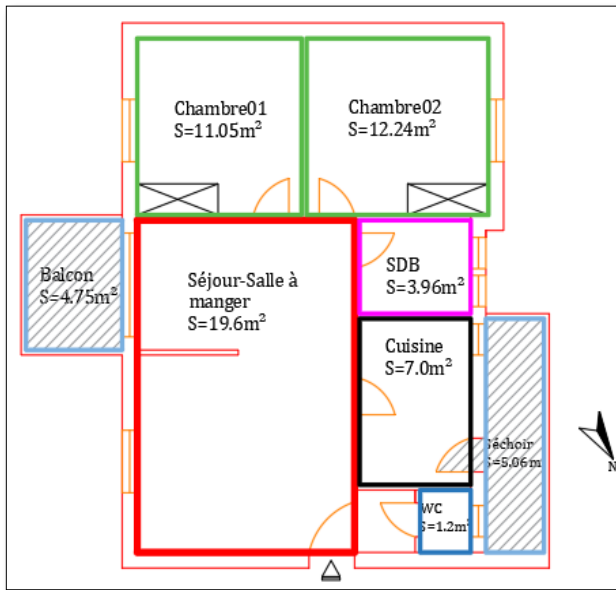 Chambre01
S=11.05m²
Chambre02
S=12.24m²
Balcon
S=4.75m²
Séjour-Salle à
manger
S=19.6m²
SDB
S=3.96m²
Cuisine
S=7.0m²
Séchoir
S=5.06m
WC
S=1.2m²
N